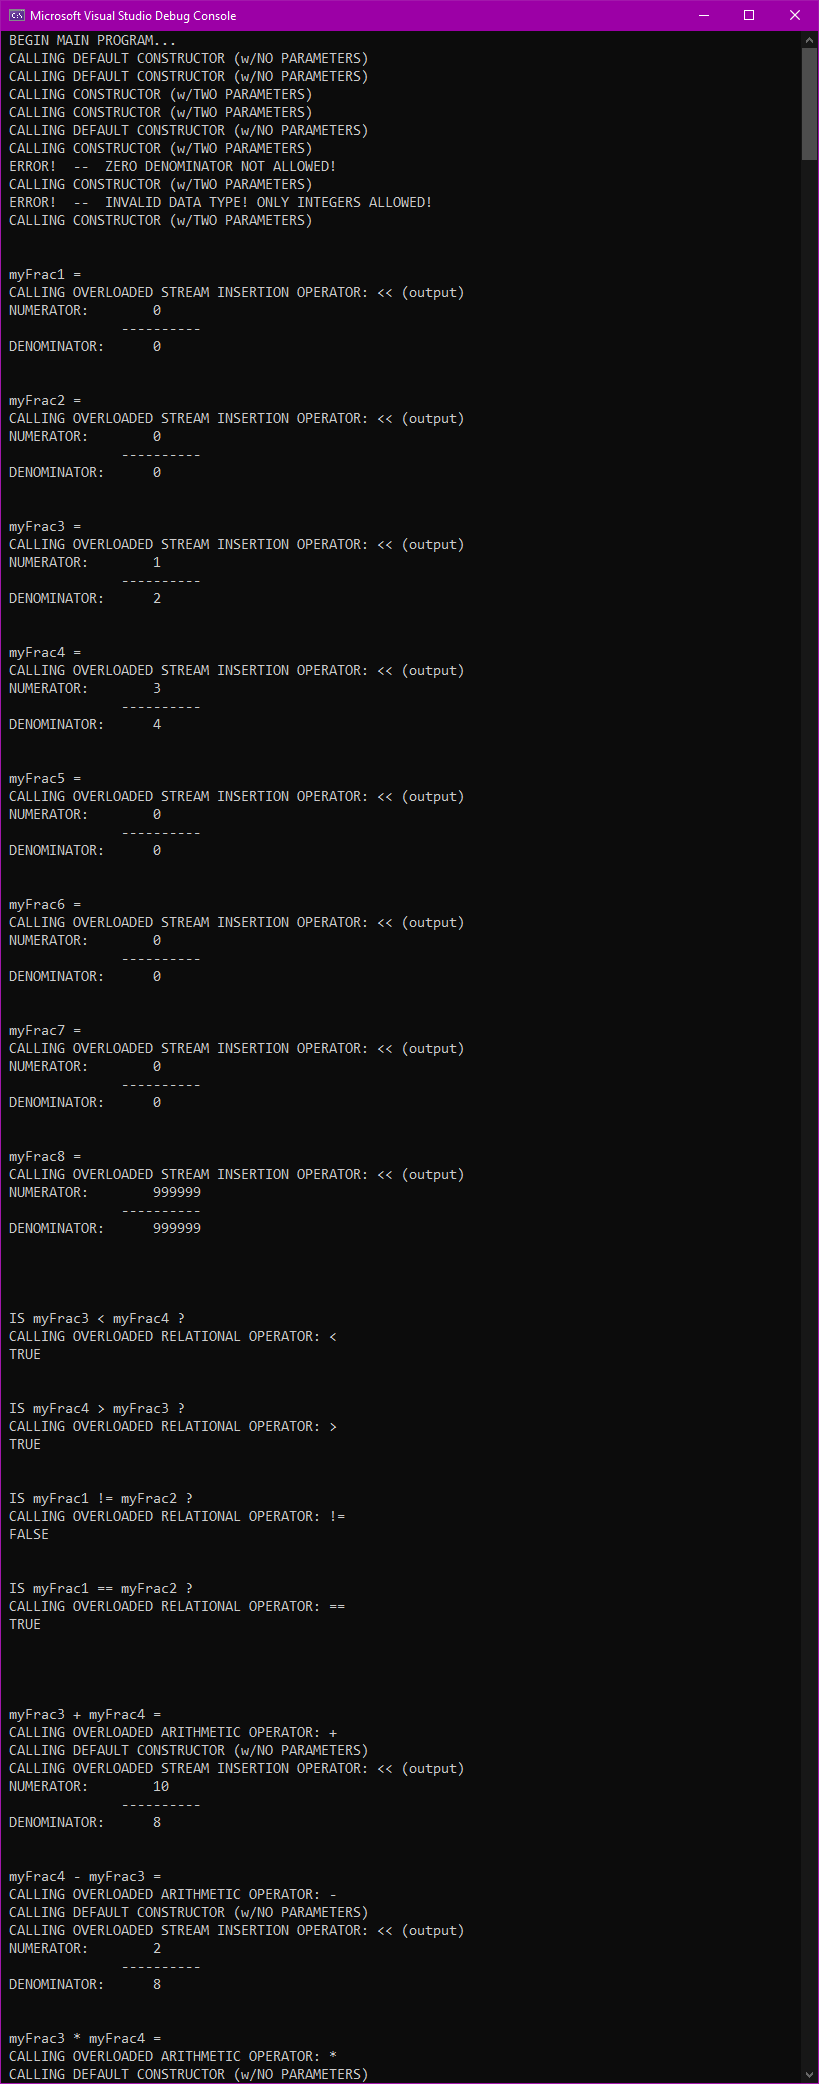 Microsoft Visual Studio Debug Console
BEGIN MAIN PROGRAM...
CALLING DEFAULT CONSTRUCTOR (w/NO PARAMETERS)
CALLING DEFAULT CONSTRUCTOR (w/NO PARAMETERS)
CALLING CONSTRUCTOR (w/TWO PARAMETERS)
CALLING CONSTRUCTOR (w/TWO PARAMETERS)
CALLING DEFAULT CONSTRUCTOR (w/NO PARAMETERS)
CALLING CONSTRUCTOR (w/TWO PARAMETERS)
ERROR!  --  ZERO DENOMINATOR NOT ALLOWED!
CALLING CONSTRUCTOR (w/TWO PARAMETERS)
ERROR!  --  INVALID DATA TYPE! ONLY INTEGERS ALLOWED!
CALLING CONSTRUCTOR (w/TWO PARAMETERS)
myFrac1 =
CALLING OVERLOADED STREAM INSERTION OPERATOR: << (output)
NUMERATOR:        0
              ----------
DENOMINATOR:      0
myFrac2 =
CALLING OVERLOADED STREAM INSERTION OPERATOR: << (output)
NUMERATOR:        0
              ----------
DENOMINATOR:      0
myFrac3 =
CALLING OVERLOADED STREAM INSERTION OPERATOR: << (output)
NUMERATOR:        1
              ----------
DENOMINATOR:      2
myFrac4 =
CALLING OVERLOADED STREAM INSERTION OPERATOR: << (output)
NUMERATOR:        3
              ----------
DENOMINATOR:      4
myFrac5 =
CALLING OVERLOADED STREAM INSERTION OPERATOR: << (output)
NUMERATOR:        0
              ----------
DENOMINATOR:      0
myFrac6 =
CALLING OVERLOADED STREAM INSERTION OPERATOR: << (output)
NUMERATOR:        0
              ----------
DENOMINATOR:      0
myFrac7 =
CALLING OVERLOADED STREAM INSERTION OPERATOR: << (output)
NUMERATOR:        0
              ----------
DENOMINATOR:      0
myFrac8 =
CALLING OVERLOADED STREAM INSERTION OPERATOR: << (output)
NUMERATOR:        999999
              ----------
DENOMINATOR:      999999
IS myFrac3 < myFrac4 ?
CALLING OVERLOADED RELATIONAL OPERATOR: <
TRUE
IS myFrac4 > myFrac3 ?
CALLING OVERLOADED RELATIONAL OPERATOR: >
TRUE
IS myFrac1 != myFrac2 ?
CALLING OVERLOADED RELATIONAL OPERATOR: !=
FALSE
IS myFrac1 == myFrac2 ?
CALLING OVERLOADED RELATIONAL OPERATOR: ==
TRUE
myFrac3 + myFrac4 =
CALLING OVERLOADED ARITHMETIC OPERATOR: +
CALLING DEFAULT CONSTRUCTOR (w/NO PARAMETERS)
CALLING OVERLOADED STREAM INSERTION OPERATOR: << (output)
NUMERATOR:        10
              ----------
DENOMINATOR:      8
myFrac4 - myFrac3 =
CALLING OVERLOADED ARITHMETIC OPERATOR: -
CALLING DEFAULT CONSTRUCTOR (w/NO PARAMETERS)
CALLING OVERLOADED STREAM INSERTION OPERATOR: << (output)
NUMERATOR:        2
              ----------
DENOMINATOR:      8
myFrac3 * myFrac4 =
CALLING OVERLOADED ARITHMETIC OPERATOR: *
CALLING DEFAULT CONSTRUCTOR (w/NO PARAMETERS)